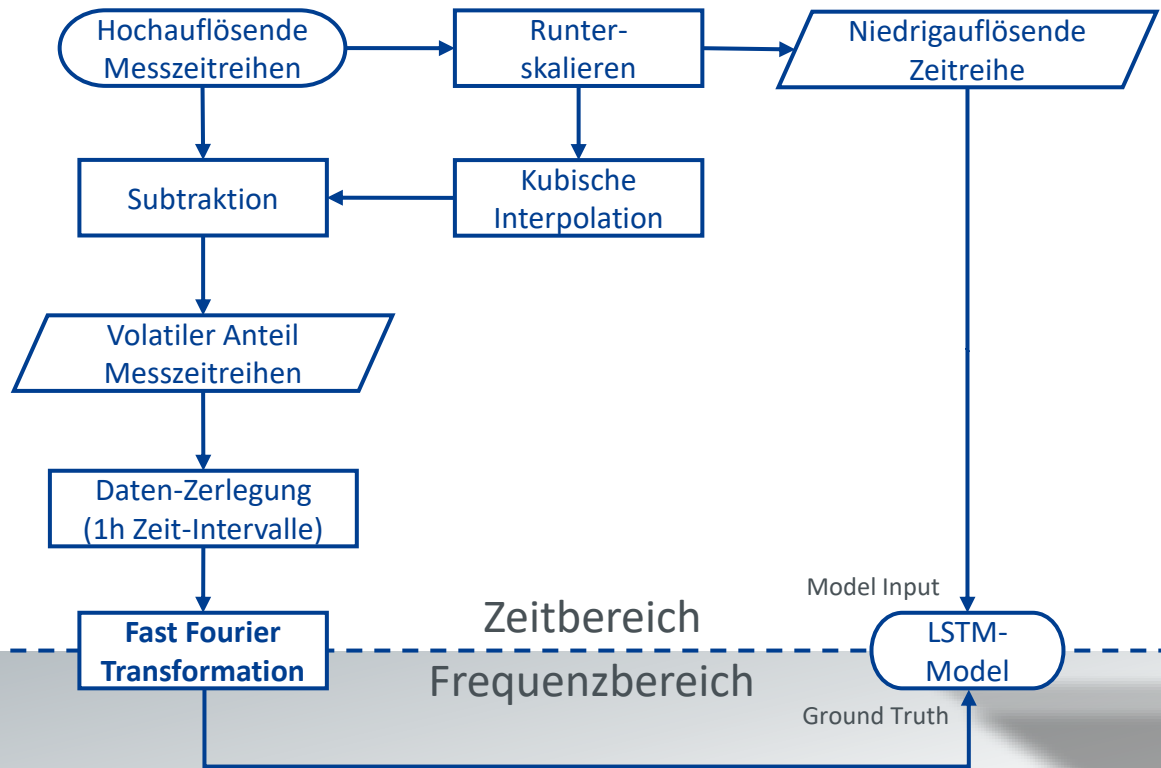 Hochauflösende
Messzeitreihen
Runter-
skalieren
Niedrigauflösende
Zeitreihe
Subtraktion
Kubische
Interpolation
Volatiler Anteil
Messzeitreihen
Daten-Zerlegung
(1h Zeit-Intervalle)
Model Input
Fast Fourier
Transformation
Zeitbereich
Frequenzbereich
LSTM-
Model
Ground Truth